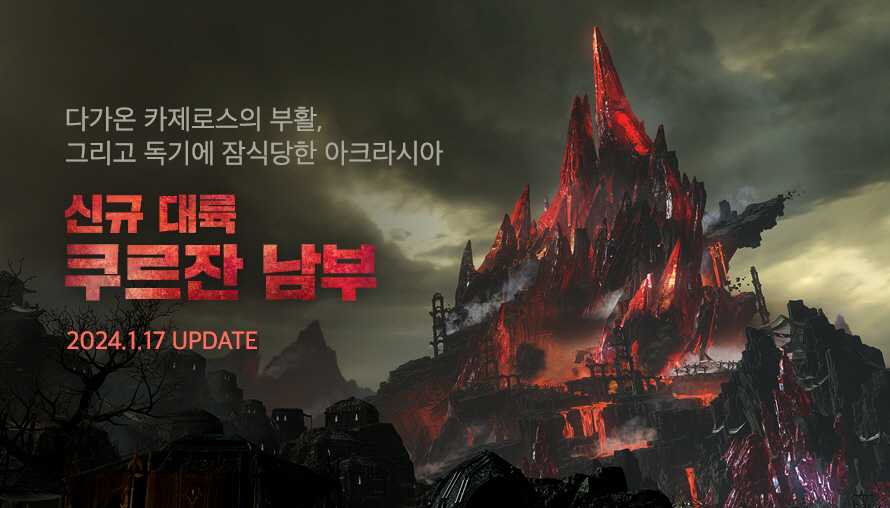 다가온 카제로스의 부활,
그리고 독기에 잠식당한 아크라시아
신규 대륙
쿠르잔 남부
2024.1.17 UPDATE